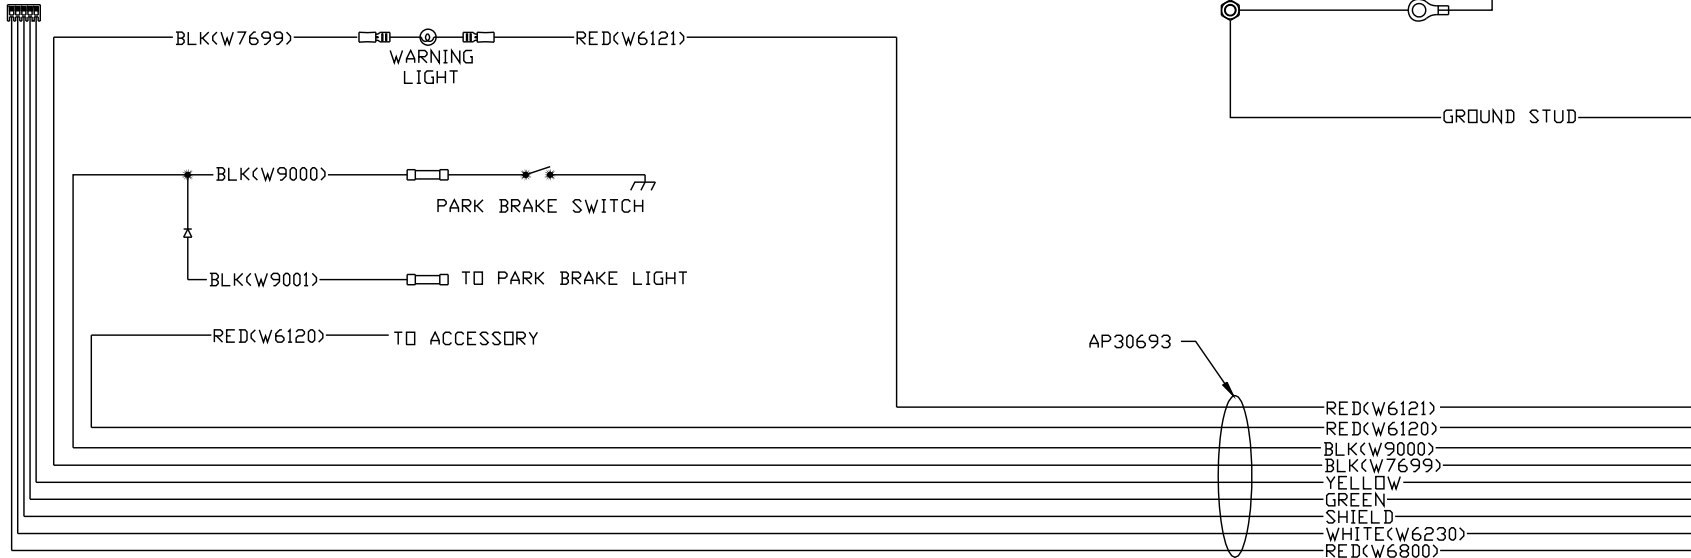 BLK(W7699)
RED(W6121)
WARNING
LIGHT
GROUND STUD
BLK(W9000)
PARK BRAKE SWITCH
BLK(W9001)
TO PARK BRAKE LIGHT
RED(W6120)
TO ACCESSORY
AP30693
RED(W6121)
RED(W6120)
BLK(W9000)
BLK(W7699)
YELLOW
GREEN
SHIELD
WHITE(W6230)
RED(W6800)